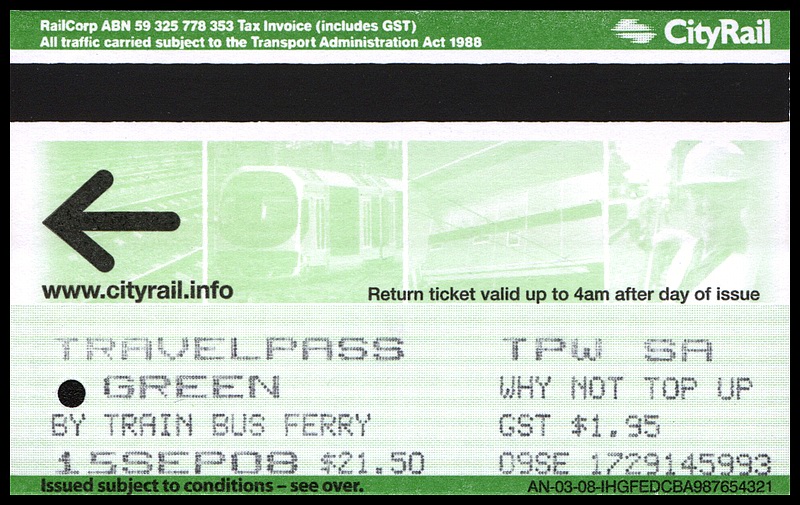 RailCorp ABN 59 325 778 353 Tax Invoice (includes GST)
All traffic carried subject to the Transport Administration Act 1988
CityRail
www.cityrail.info
Return ticket valid up to 4am after day of issue
TRAVELPASS TPW SA
GREEN WHY NOT TOP UP
BY TRAIN BUS FERRY GST $1.95
15SEP08 $21.50 09SE 1729145993
Issued subject to conditions – see over. AN-03-08-IHGFEDCBA987654321